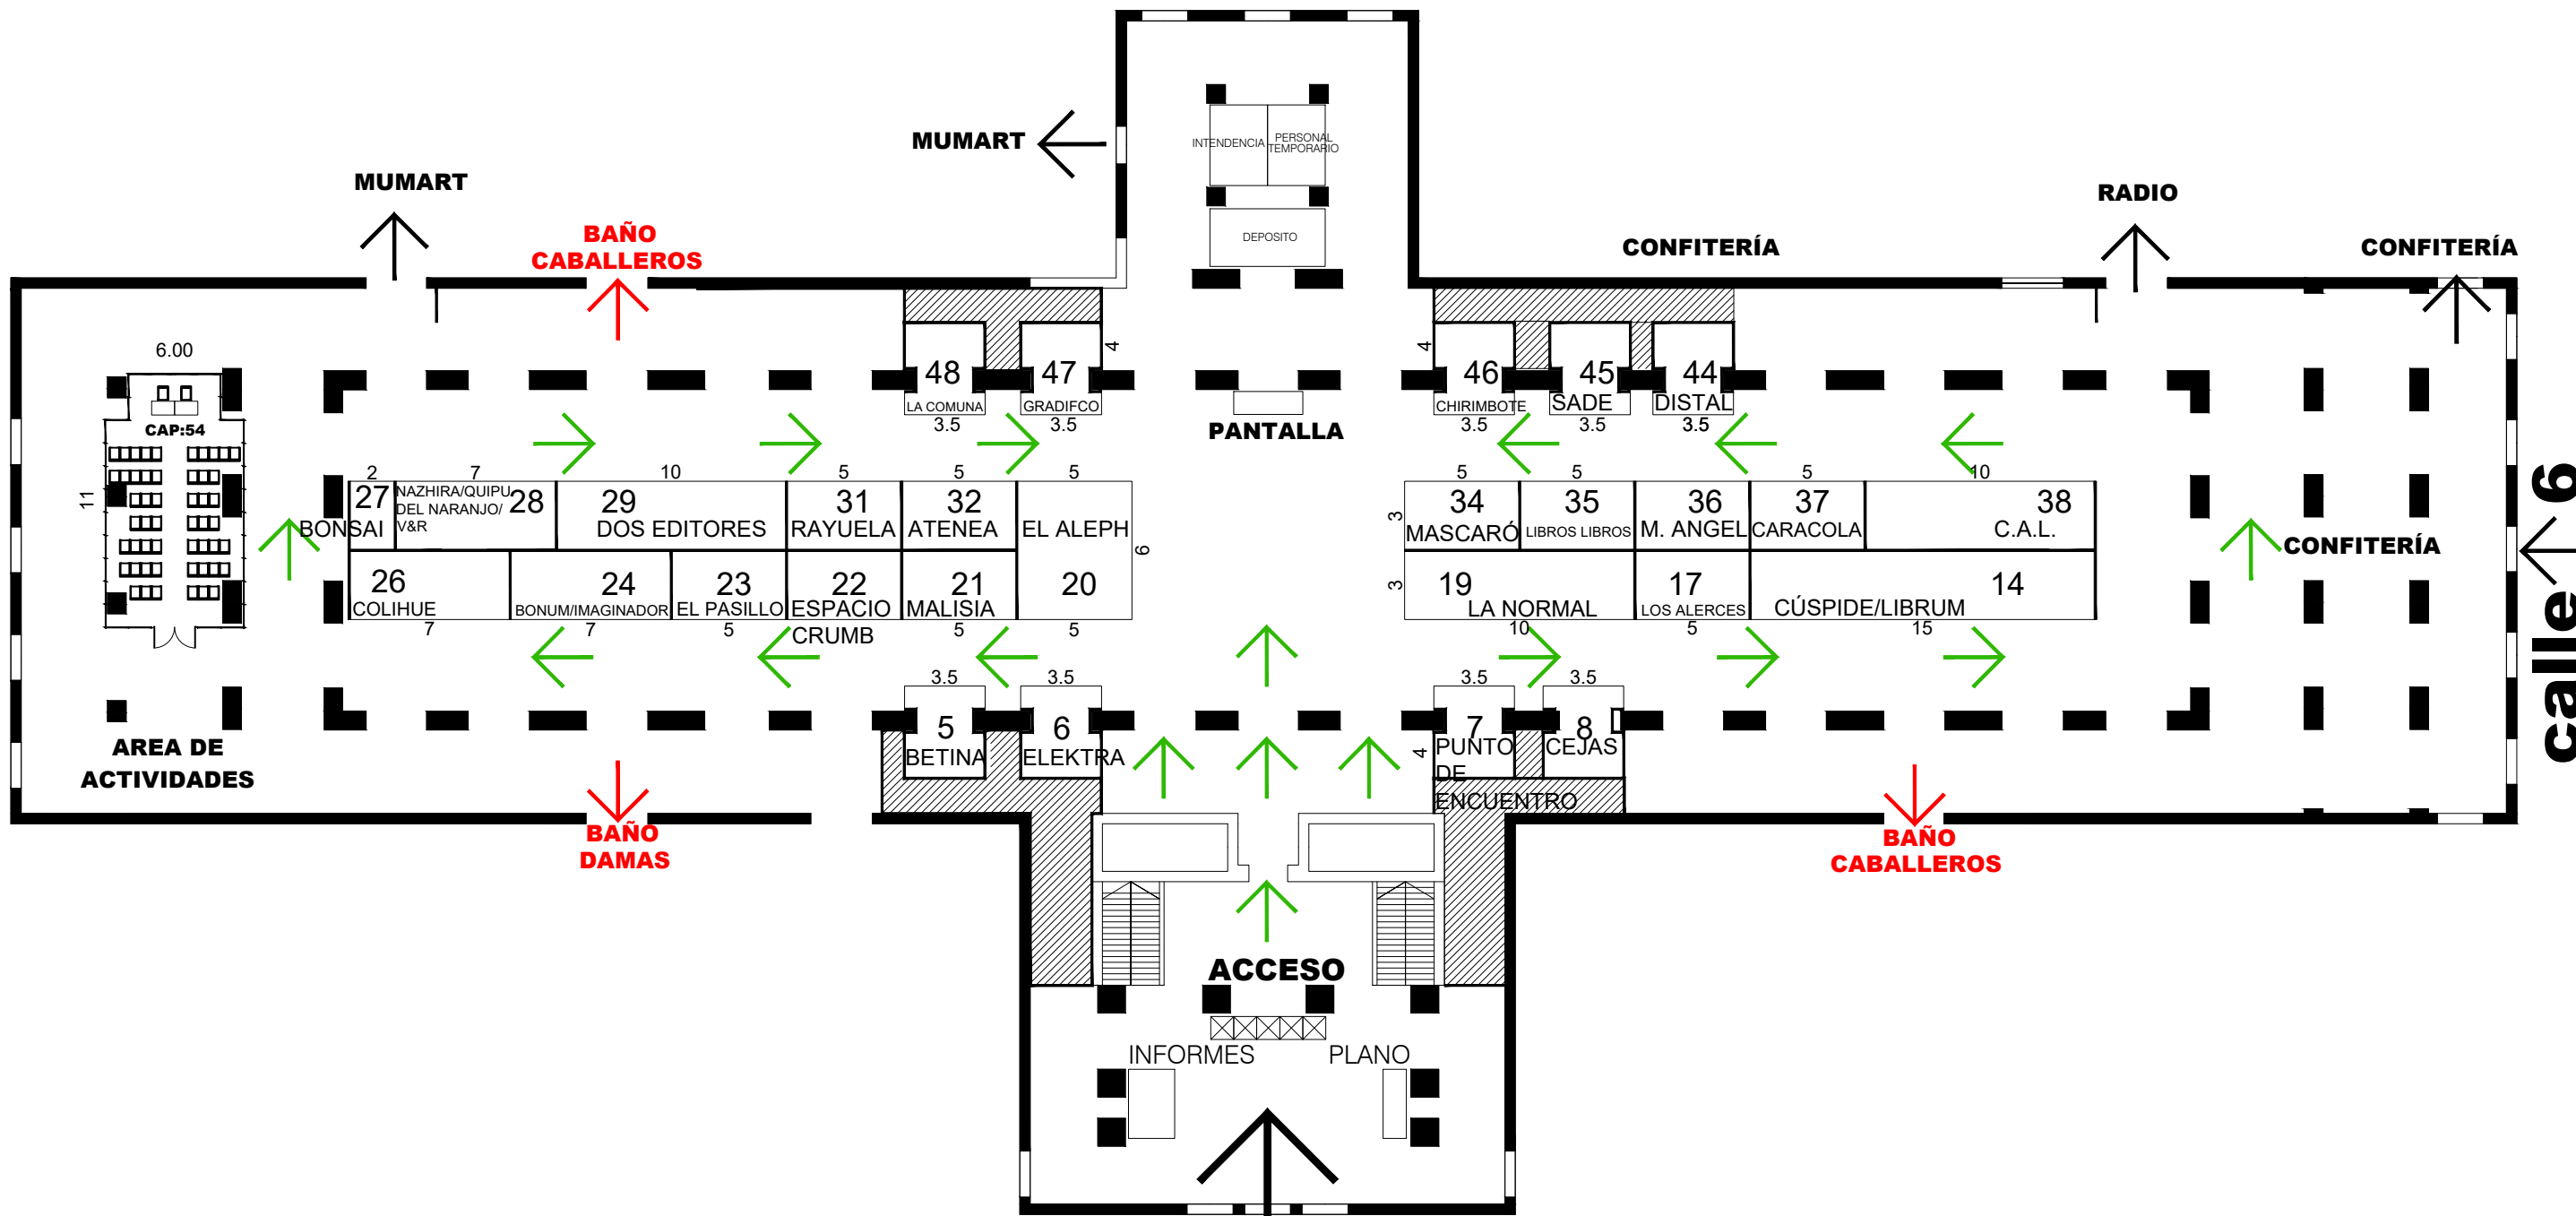 INTENDENCIA
PERSONAL
TEMPORARIO
MUMART
MUMART
RADIO
BAÑO
CABALLEROS
DEPOSITO
CONFITERÍA
CONFITERÍA
6.00
CAP:54
11
4
4
48
LA COMUNA
3.5
47
GRADIFCO
3.5
PANTALLA
46
CHIRIMBOTE
3.5
45
SADE
3.5
44
DISTAL
3.5
2
7
10
5
5
5
5
5
5
10
27
BONSAI
NAZHIRA/QUIPU
DEL NARANJO/
V&R
28
29
DOS EDITORES
31
RAYUELA
32
ATENEA
EL ALEPH
20
6
3
34
MASCARÓ
35
LIBROS LIBROS
36
M. ANGEL
37
CARACOLA
38
C.A.L.
CONFITERÍA
calle 6
26
COLIHUE
24
BONUM/IMAGINADOR
23
EL PASILLO
22
ESPACIO
CRUMB
21
MALISIA
3
19
LA NORMAL
17
LOS ALERCES
14
CÚSPIDE/LIBRUM
7
7
5
5
5
10
5
15
3.5
3.5
3.5
3.5
5
BETINA
6
ELEKTRA
4
7
PUNTO
DE
ENCUENTRO
8
CEJAS
AREA DE
ACTIVIDADES
BAÑO
DAMAS
BAÑO
CABALLEROS
ACCESO
INFORMES
PLANO